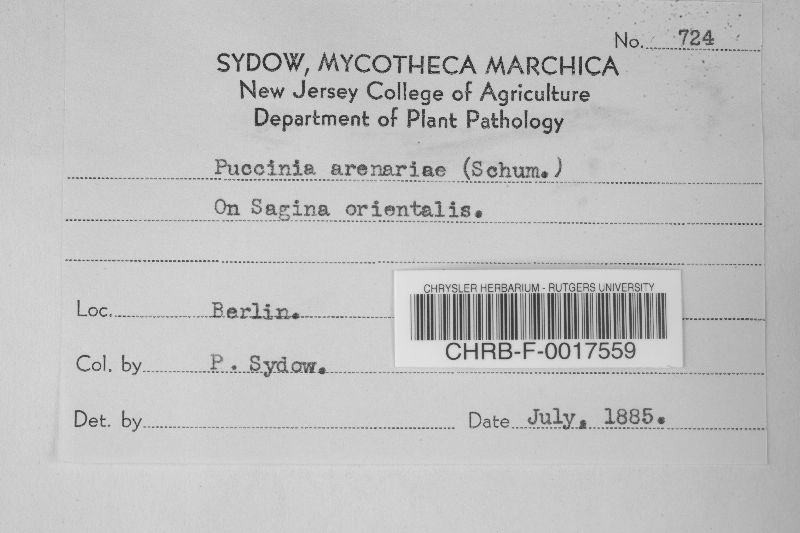 No. 724
SYDOW, MYCOTHECA MARCHICA
New Jersey College of Agriculture
Department of Plant Pathology
Puccinia arenariae (Schum.)
On Sagina orientalis.
Loc. Berlin.
CHRYSLER HERBARIUM - RUTGERS UNIVERSITY
CHRB-F-0017559
Col. by P. Sydow.
Det. by
Date July, 1885.